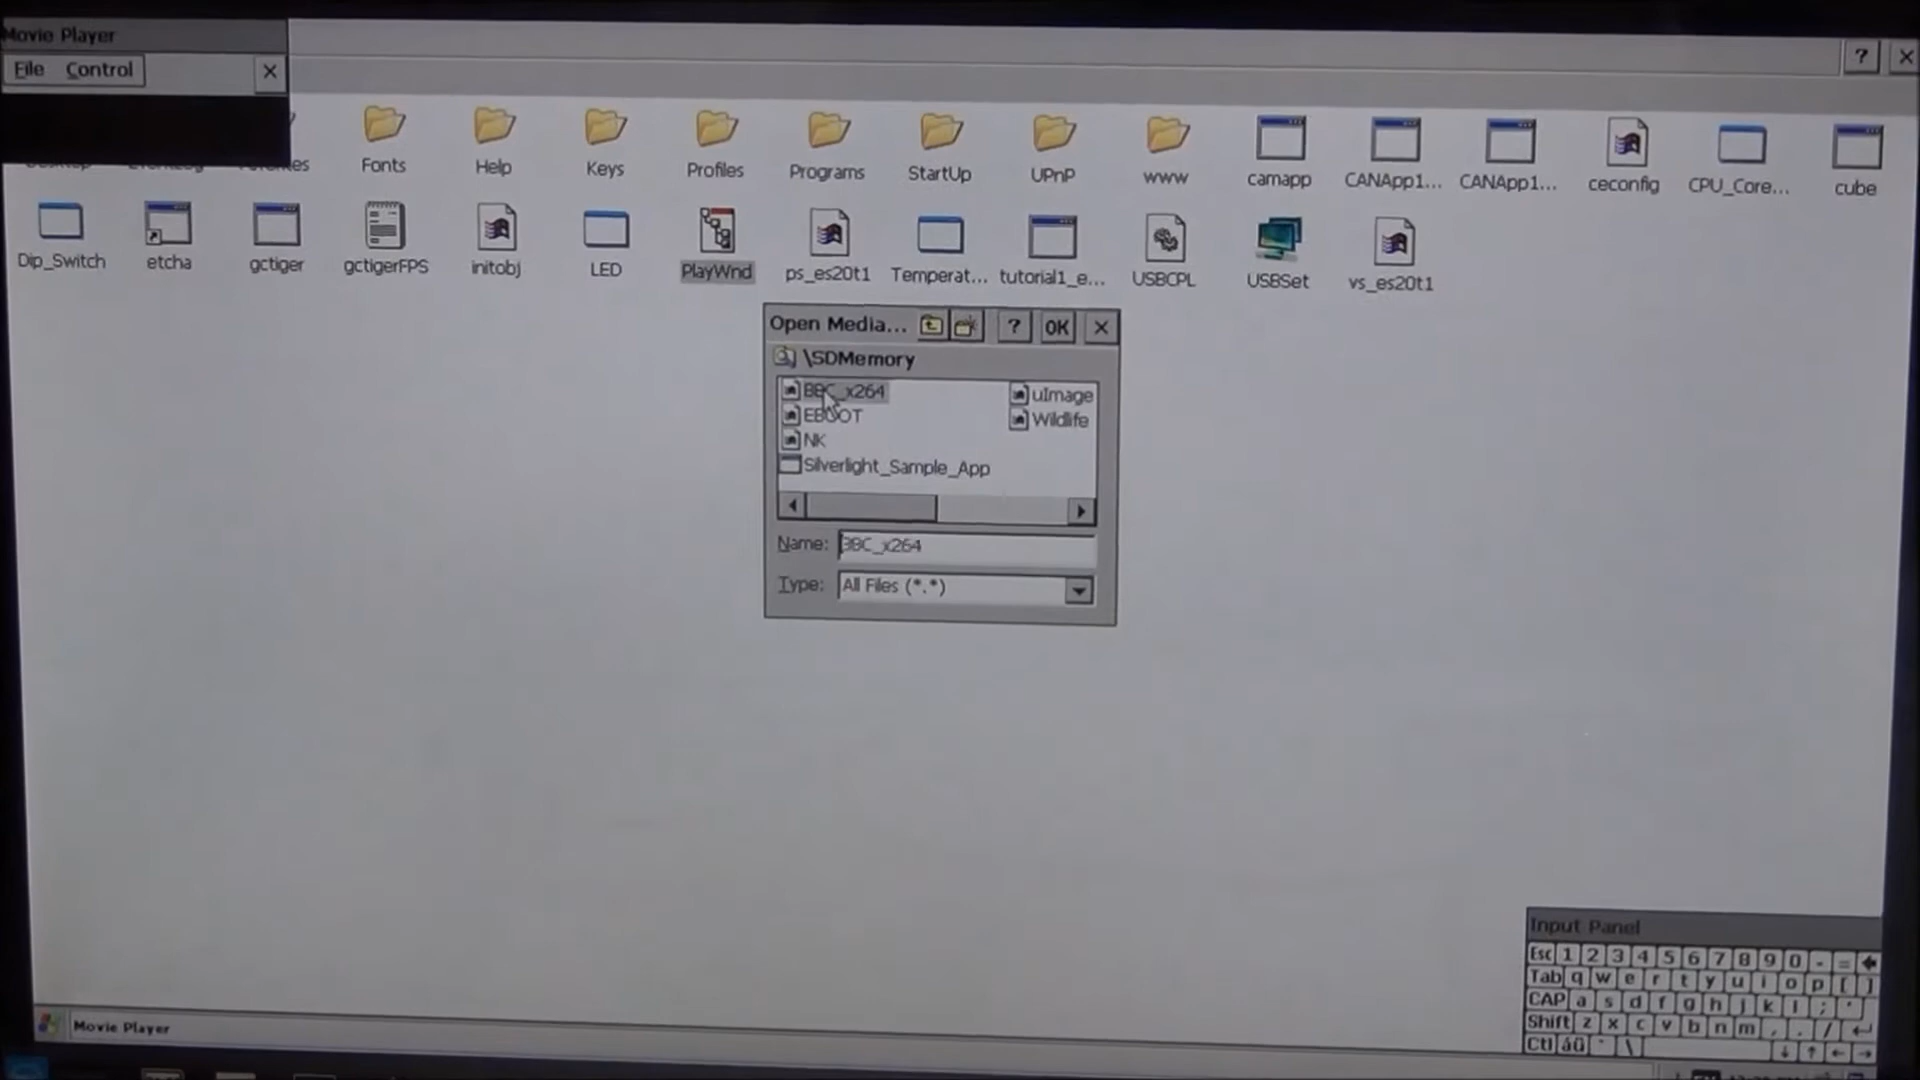 Movie Player
File Control
?
Fonts
Help
Keys
Profiles
Programs
StartUp
UPnP
www
camapp
CANApp1...
CANApp1...
ceconfig
CPU_Core...
cube
Dip_Switch
etcha
gctiger
gctigerFPS
initobj
LED
PlayWnd
ps_es20t1
Temperat...
tutorial1_e...
USBCPL
USBSet
vs_es20t1
Open Media... ? OK
\SDMemory
BBC_x264
EBOOT
NK
Silverlight_Sample_App
uImage
Wildlife
Name: BBC_x264
Type: All Files (*.*)
Input Panel
Esc 1 2 3 4 5 6 7 8 9 0 - =
Tab q w e r t y u i o p [ ]
CAP a s d f g h j k l ; '
Shift z x c v b n m , . /
Ctl áü ` \
Movie Player